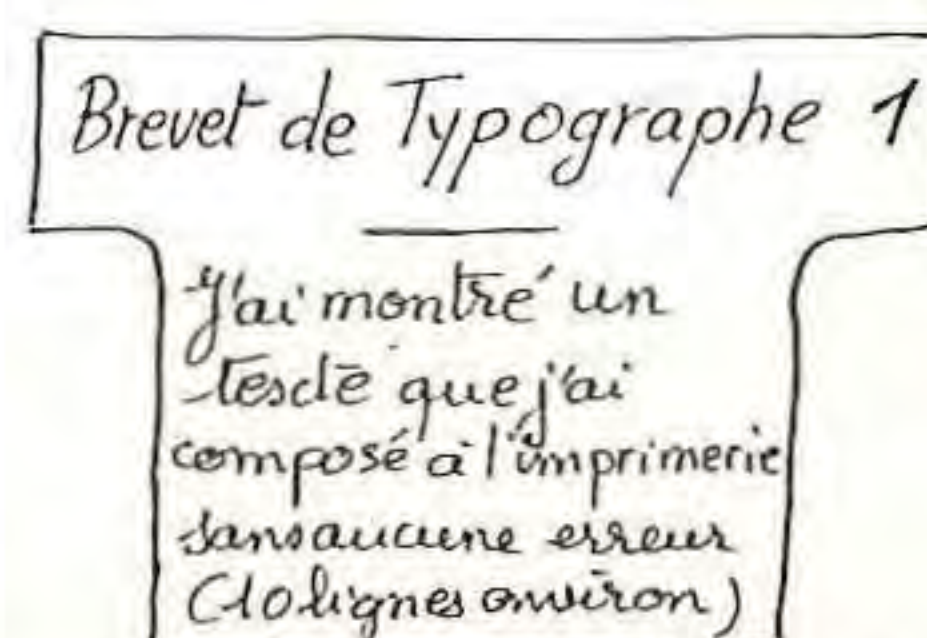 Brevet de Typographe 1
J'ai montré un
texte que j'ai
composé à l'imprimerie
sans aucune erreur
(10 lignes environ)